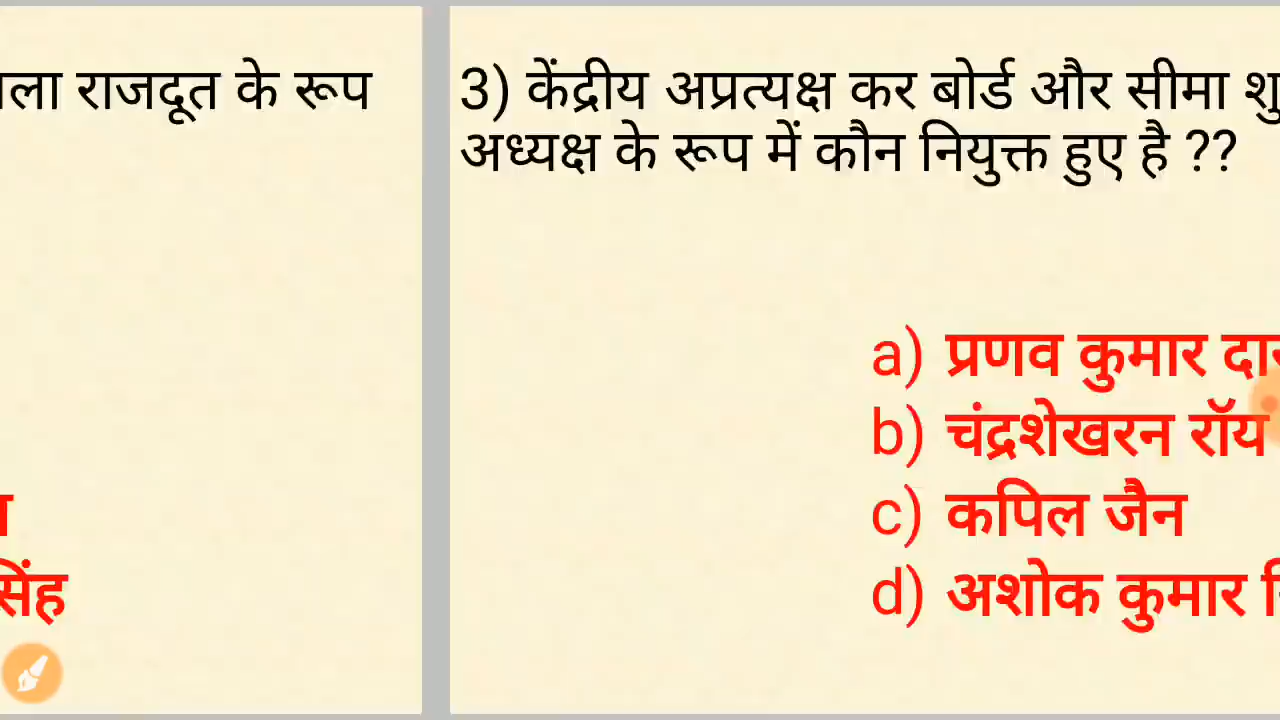 राजदूत के रूप
सिंह
3) केंद्रीय अप्रत्यक्ष कर बोर्ड और सीमा
अध्यक्ष के रूप में कौन नियुक्त हुए है ??
a) प्रणव कुमार
b) चंद्रशेखरन रॉय
c) कपिल जैन
d) अशोक कुमार